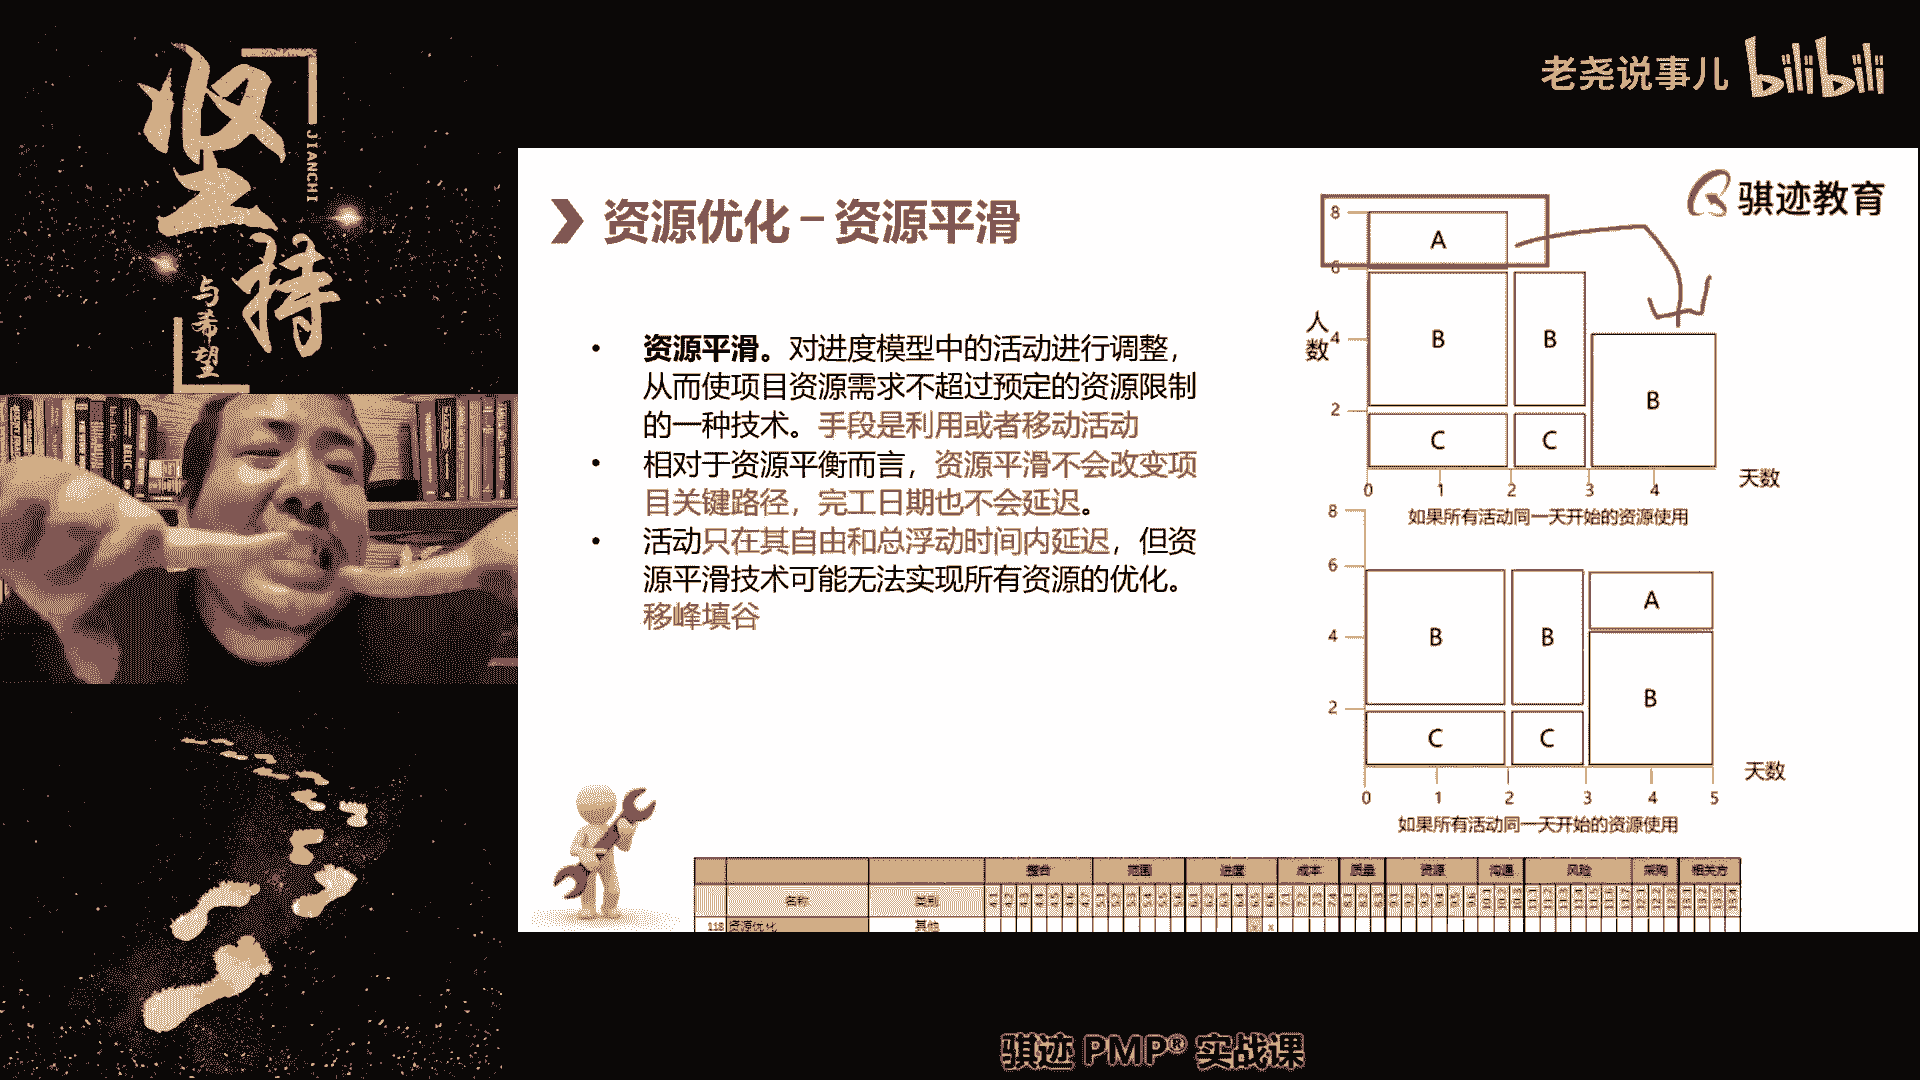 坚持
JIANCHI
与希望
老尧说事儿 bilibili
骐迹教育
资源优化－资源平滑
• 资源平滑。对进度模型中的活动进行调整，
从而使项目资源需求不超过预定的资源限制
的一种技术。手段是利用或者移动活动
• 相对于资源平衡而言，资源平滑不会改变项
目关键路径，完工日期也不会延迟。
• 活动只在其自由和总浮动时间内延迟，但资
源平滑技术可能无法实现所有资源的优化。
移峰填谷
8
A
6
人数
4
B B B
2
C C
0 1 2 3 4 天数
如果所有活动同一天开始的资源使用
8
6
A
4
B B B
2
C C
天数
0 1 2 3 4 5
如果所有活动同一天开始的资源使用
整合 范围 进度 成本 质量 资源 沟通 风险 采购 相关方
名称 类别
118 资源优化 其他
骐迹 PMP® 实战课